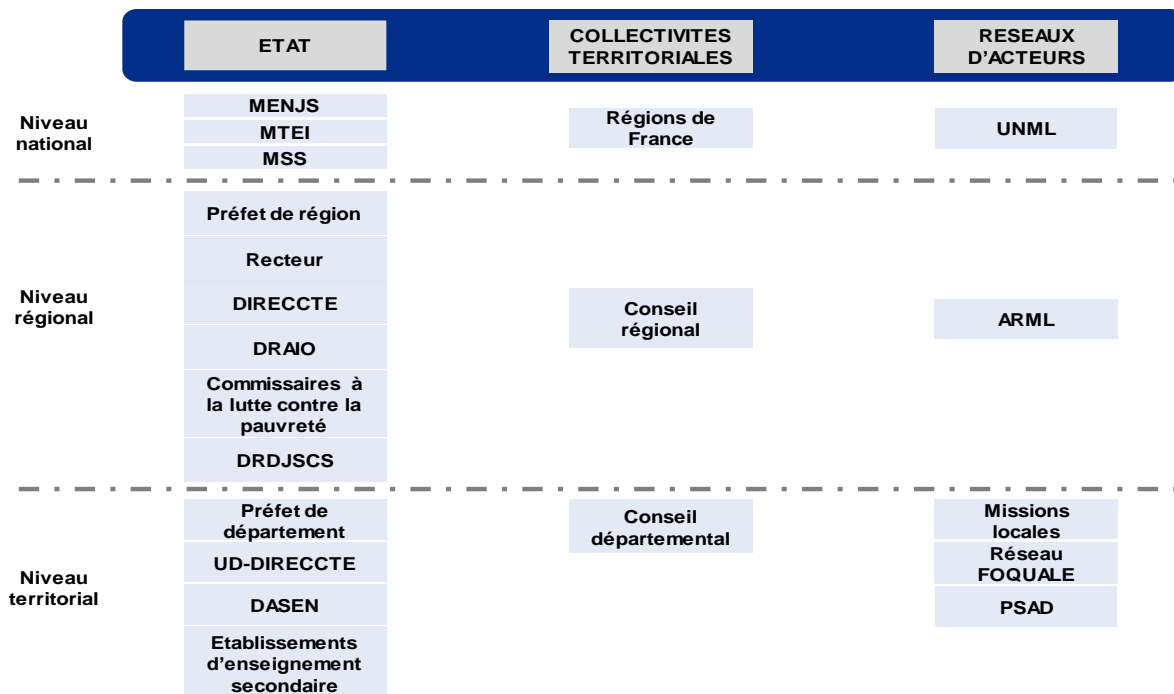 ETAT
COLLECTIVITES
TERRITORIALES
RESEAUX
D'ACTEURS
Niveau
national
MENJS
MTEI
MSS
Régions de
France
UNML
Niveau
régional
Préfet de région
Recteur
DIRECCTE
DRAIO
Commissaires à
la lutte contre la
pauvreté
DRDJSCS
Conseil
régional
ARML
Niveau
territorial
Préfet de
département
UD-DIRECCTE
DASEN
Etablissements
d'enseignement
secondaire
Conseil
départemental
Missions
locales
Réseau
FOQUALE
PSAD